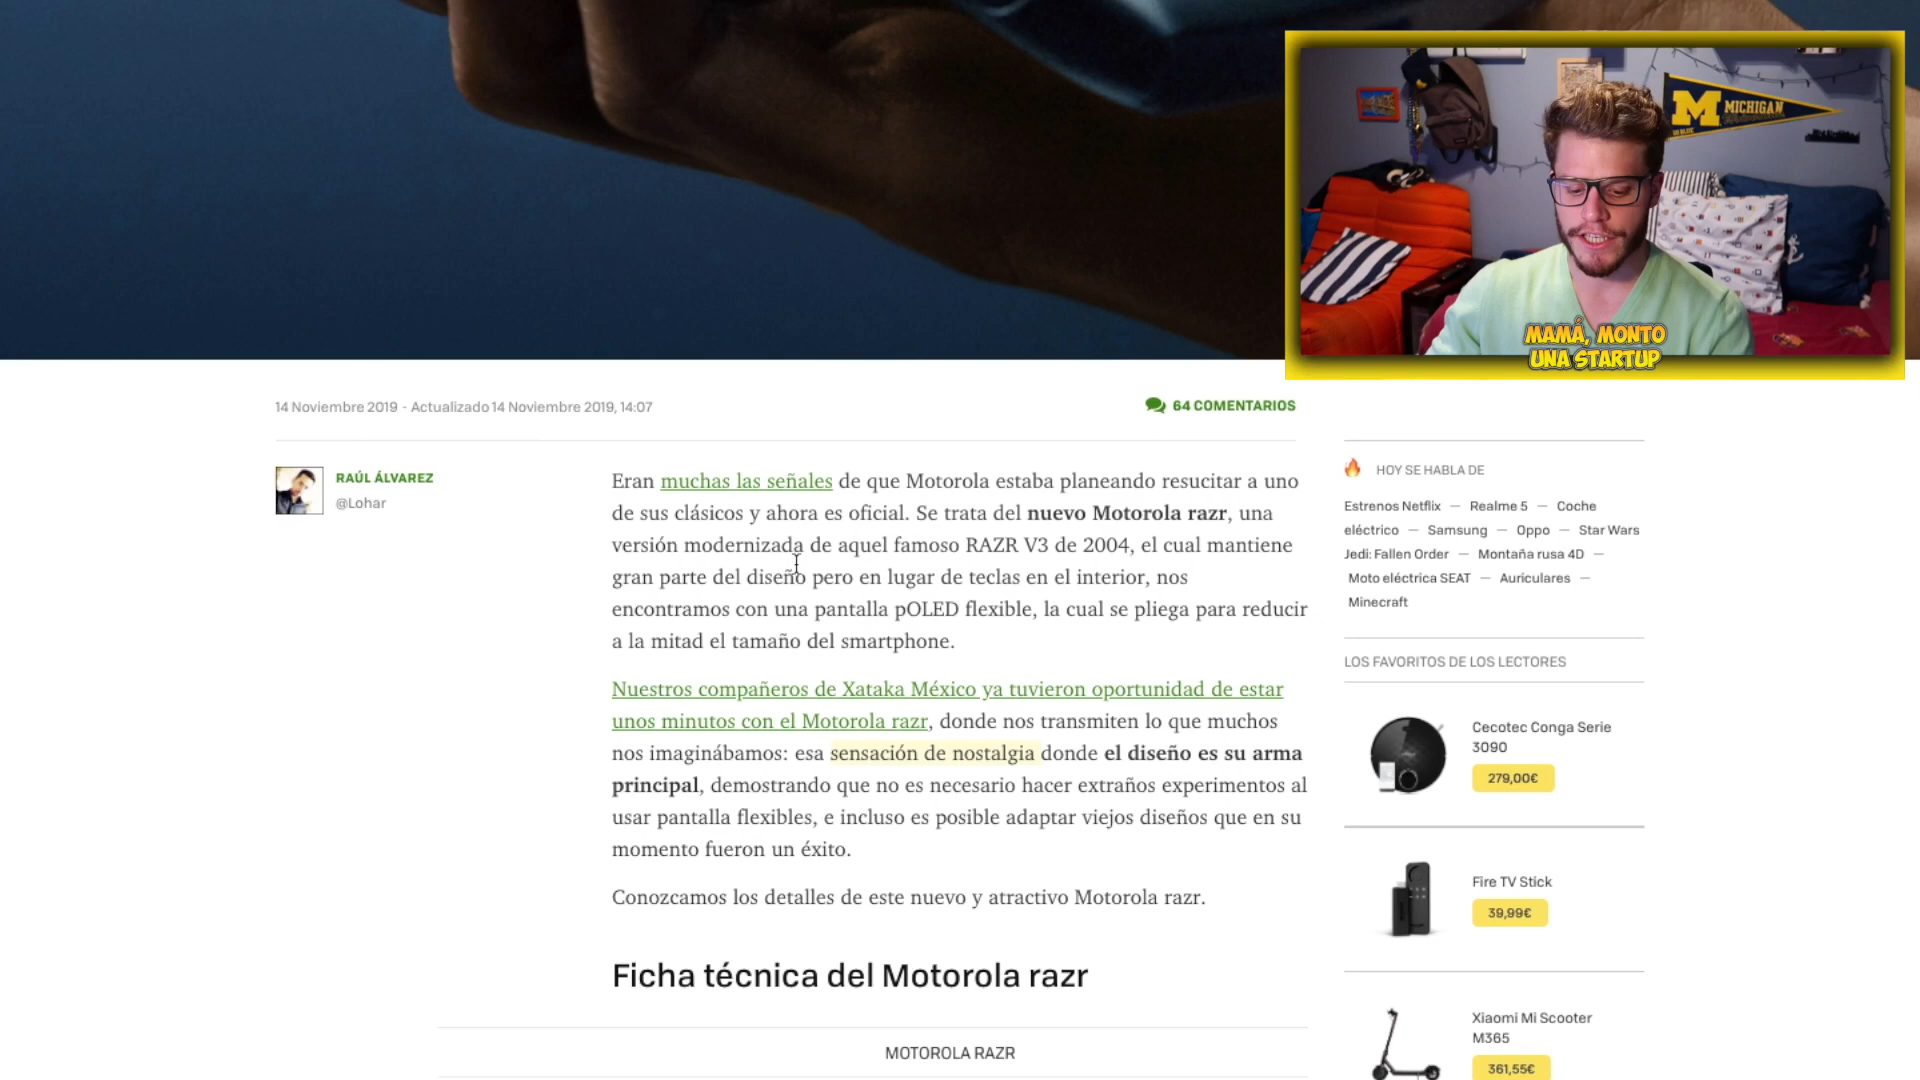 MICHIGAN
MAMÁ, MONTO
UNA STARTUP
14 Noviembre 2019 - Actualizado 14 Noviembre 2019, 14:07
64 COMENTARIOS
RAÚL ÁLVAREZ
@Lohar
Eran muchas las señales de que Motorola estaba planeando resucitar a uno
de sus clásicos y ahora es oficial. Se trata del nuevo Motorola razr, una
versión modernizada de aquel famoso RAZR V3 de 2004, el cual mantiene
gran parte del diseño pero en lugar de teclas en el interior, nos
encontramos con una pantalla pOLED flexible, la cual se pliega para reducir
a la mitad el tamaño del smartphone.
Nuestros compañeros de Xataka México ya tuvieron oportunidad de estar
unos minutos con el Motorola razr, donde nos transmiten lo que muchos
nos imaginábamos: esa sensación de nostalgia donde el diseño es su arma
principal, demostrando que no es necesario hacer extraños experimentos al
usar pantalla flexibles, e incluso es posible adaptar viejos diseños que en su
momento fueron un éxito.
Conozcamos los detalles de este nuevo y atractivo Motorola razr.
Ficha técnica del Motorola razr
MOTOROLA RAZR
HOY SE HABLA DE
Estrenos Netflix — Realme 5 — Coche
eléctrico — Samsung — Oppo — Star Wars
Jedi: Fallen Order — Montaña rusa 4D —
Moto eléctrica SEAT — Auriculares —
Minecraft
LOS FAVORITOS DE LOS LECTORES
Cecotec Conga Serie
3090
279,00€
Fire TV Stick
39,99€
Xiaomi Mi Scooter
M365
361,55€